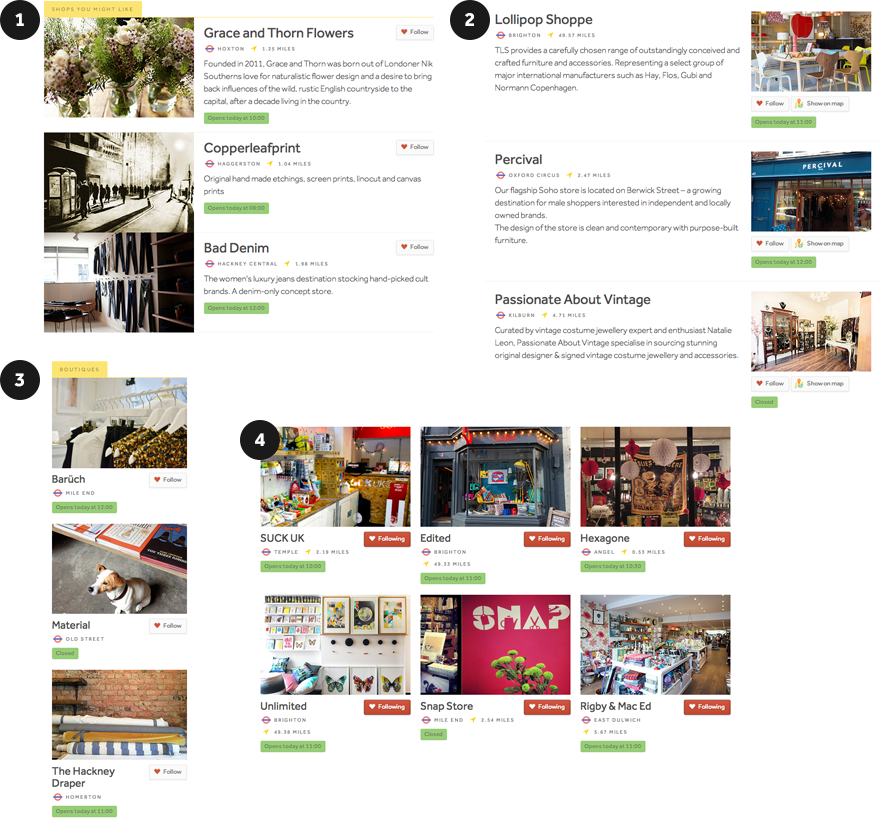 1
SHOPS YOU MIGHT LIKE
Grace and Thorn Flowers
Follow
HOXTON 1.25 MILES
Founded in 2011, Grace and Thorn was born out of Londoner Nik
Southerns love for naturalistic flower design and a desire to bring
back influences of the wild, rustic English countryside to the
capital, after a decade living in the country.
Opens today at 10:00
Copperleafprint
Follow
HAGGERSTON 1.04 MILES
Original hand made etchings, screen prints, linocut and canvas
prints
Opens today at 09:00
Bad Denim
Follow
HACKNEY CENTRAL 1.98 MILES
The women's luxury jeans destination stocking hand-picked cult
brands. A denim-only concept store.
Opens today at 12:00
2
Lollipop Shoppe
BRIGHTON 49.57 MILES
TLS provides a carefully chosen range of outstandingly conceived and
crafted furniture and accessories. Representing a select group of
major international manufacturers such as Hay, Flos, Gubi and
Normann Copenhagen.
Follow Show on map
Opens today at 11:00
Percival
OXFORD CIRCUS 2.47 MILES
Our flagship Soho store is located on Berwick Street – a growing
destination for male shoppers interested in independent and locally
owned brands.
The design of the store is clean and contemporary with purpose-built
furniture.
PERCIVAL
Follow Show on map
Opens today at 12:00
Passionate About Vintage
KILBURN 4.71 MILES
Curated by vintage costume jewellery expert and enthusiast Natalie
Leon, Passionate About Vintage specialise in sourcing stunning
original designer & signed vintage costume jewellery and accessories.
Follow Show on map
Closed
3
BOUTIQUES
Barüch
Follow
MILE END
Opens today at 12:00
Material
Follow
OLD STREET
Closed
The Hackney
Draper
Follow
HOMERTON
Opens today at 11:00
4
SUCK UK
Following
TEMPLE 2.19 MILES
Opens today at 10:00
Edited
Following
BRIGHTON
49.33 MILES
Opens today at 11:00
Hexagone
Following
ANGEL 0.53 MILES
Opens today at 10:30
Unlimited
Following
BRIGHTON
49.38 MILES
Opens today at 11:00
SNAP
Snap Store
Following
MILE END 2.54 MILES
Closed
Rigby & Mac Ed
Following
EAST DULWICH
5.67 MILES
Opens today at 11:00